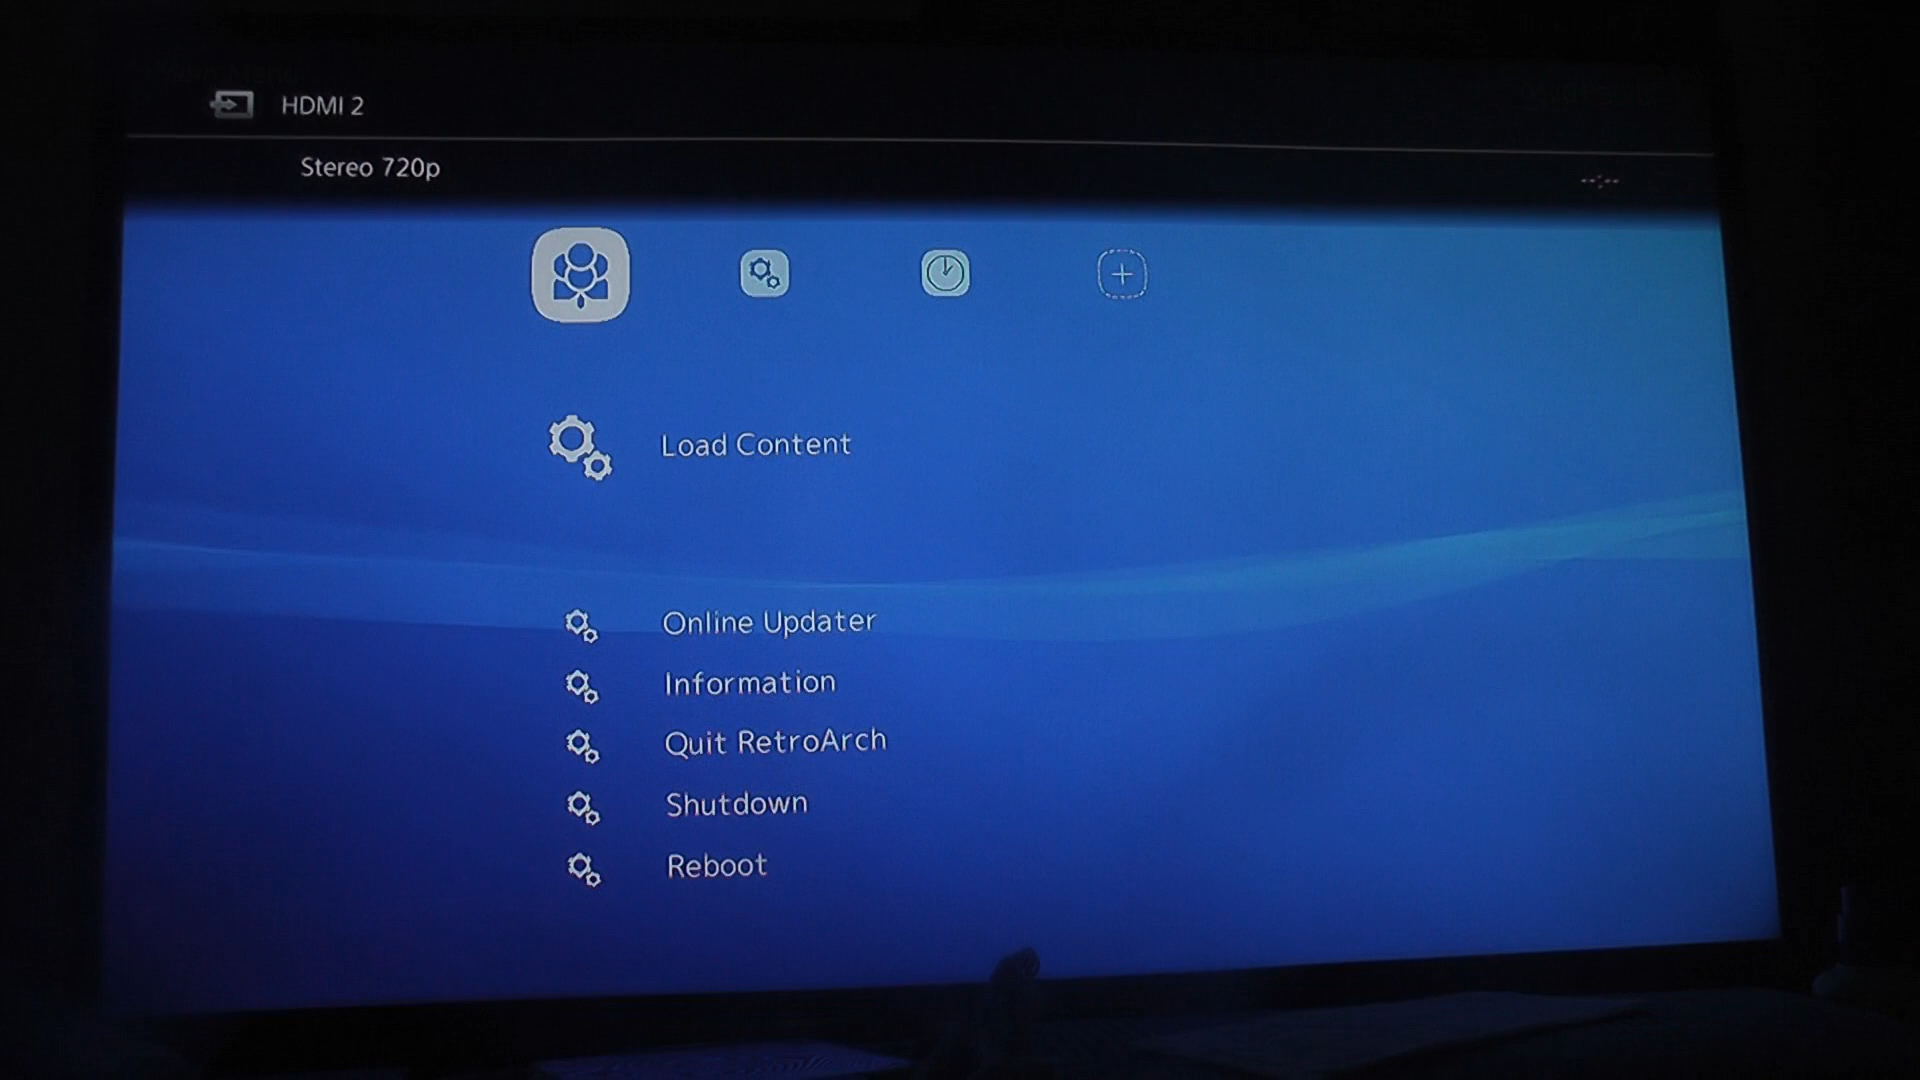 HDMI 2
Stereo 720p
--:--
Load Content
Online Updater
Information
Quit RetroArch
Shutdown
Reboot